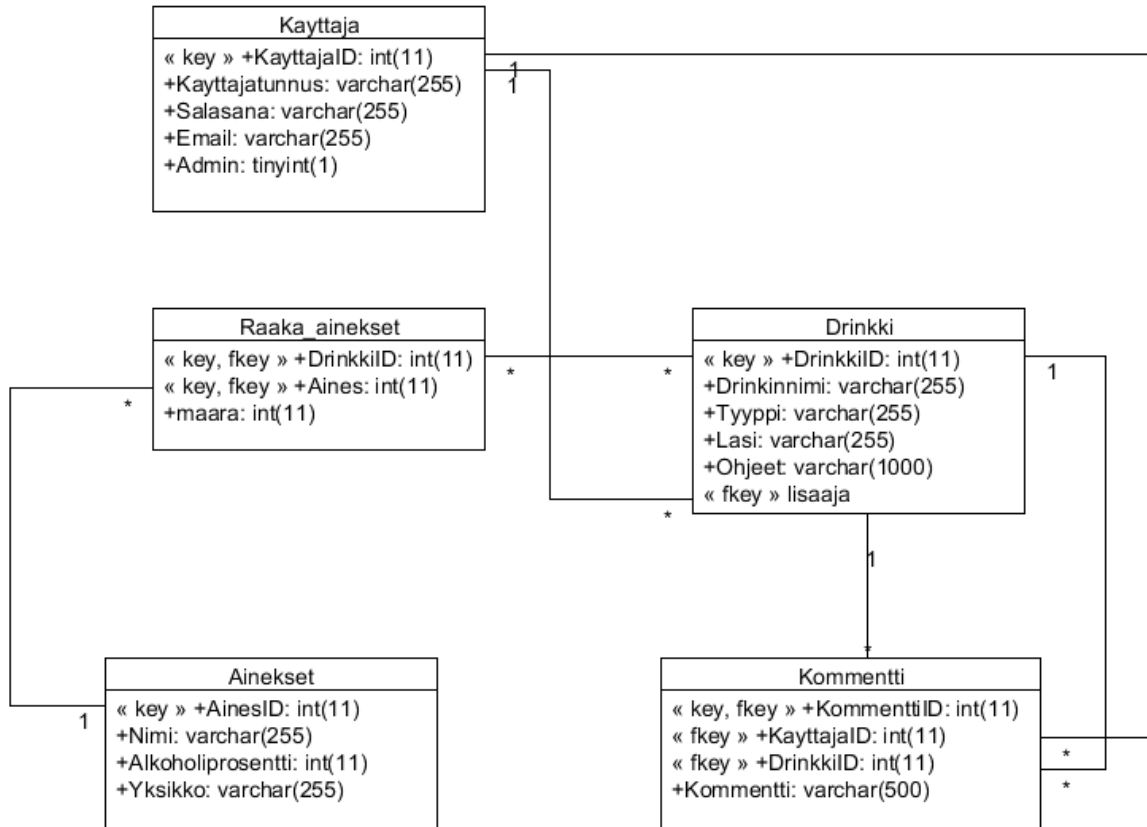 Kayttaja
« key » +KayttajaID: int(11)
+Kayttajatunnus: varchar(255)
+Salasana: varchar(255)
+Email: varchar(255)
+Admin: tinyint(1)
1
1
Raaka_ainekset
« key, fkey » +DrinkkiID: int(11)
« key, fkey » +Aines: int(11)
+maara: int(11)
*
*
*
Drinkki
« key » +DrinkkiID: int(11)
+Drinkinnimi: varchar(255)
+Tyyppi: varchar(255)
+Lasi: varchar(255)
+Ohjeet: varchar(1000)
« fkey » lisaaja
1
*
1
*
Ainekset
« key » +AinesID: int(11)
+Nimi: varchar(255)
+Alkoholiprosentti: int(11)
+Yksikko: varchar(255)
1
Kommentti
« key, fkey » +KommenttiID: int(11)
« fkey » +KayttajaID: int(11)
« fkey » +DrinkkiID: int(11)
+Kommentti: varchar(500)
*
*